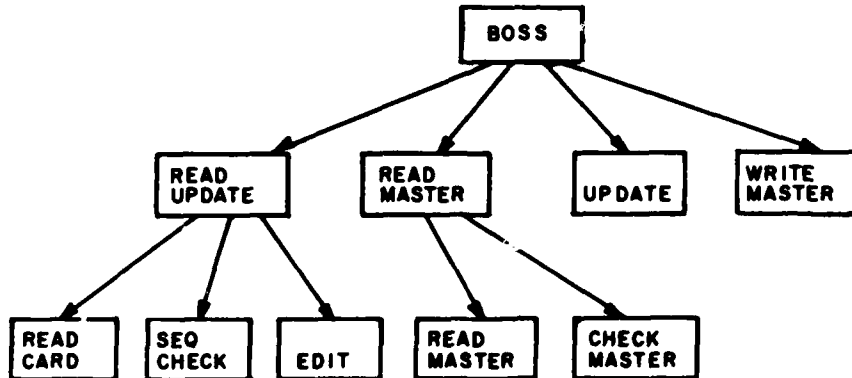 BOSS
READ
UPDATE
READ
MASTER
UPDATE
WRITE
MASTER
READ
CARD
SEQ
CHECK
EDIT
READ
MASTER
CHECK
MASTER